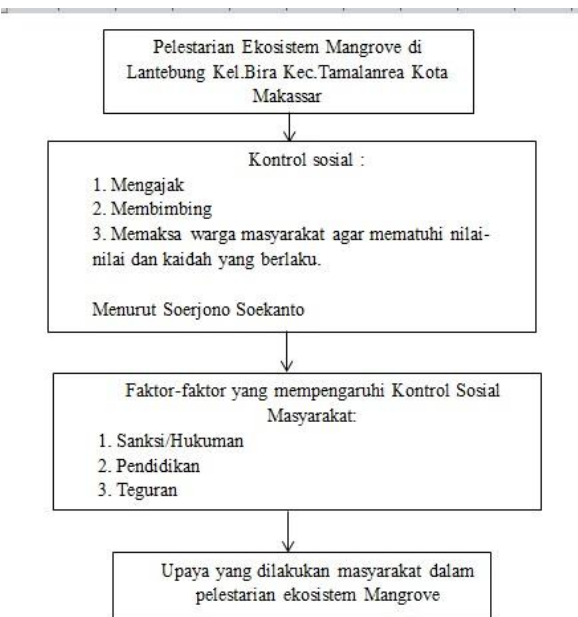 Pelestarian Ekosistem Mangrove di
Lantebung Kel.Bira Kec.Tamalanrea Kota
Makassar
Kontrol sosial :
1. Mengajak
2. Membimbing
3. Memaksa warga masyarakat agar mematuhi nilai-
nilai dan kaidah yang berlaku.
Menurut Soerjono Soekanto
Faktor-faktor yang mempengaruhi Kontrol Sosial
Masyarakat:
1. Sanksi/Hukuman
2. Pendidikan
3. Teguran
Upaya yang dilakukan masyarakat dalam
pelestarian ekosistem Mangrove